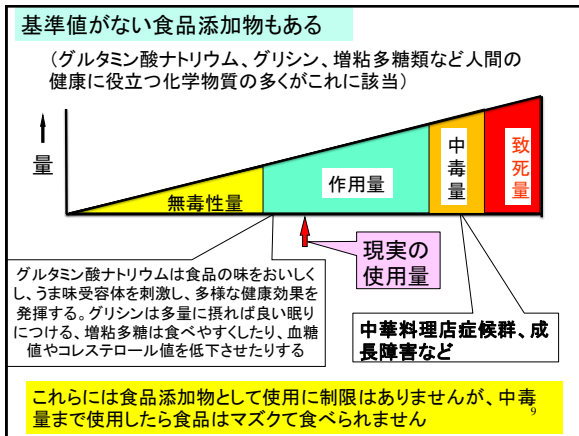 基準値がない食品添加物もある
（グルタミン酸ナトリウム、グリシン、増粘多糖類など人間の
健康に役立つ化学物質の多くがこれに該当）
量
無毒性量
作用量
中毒量
致死量
現実の
使用量
グルタミン酸ナトリウムは食品の味をおいしく
し、うま味受容体を刺激し、多様な健康効果を
発揮する。グリシンは多量に摂れば良い眠り
につける、増粘多糖は食べやすくしたり、血糖
値やコレステロール値を低下させたりする
中華料理店症候群、成
長障害など
これらには食品添加物として使用に制限はありませんが、中毒
量まで使用したら食品はマズクて食べられません
9